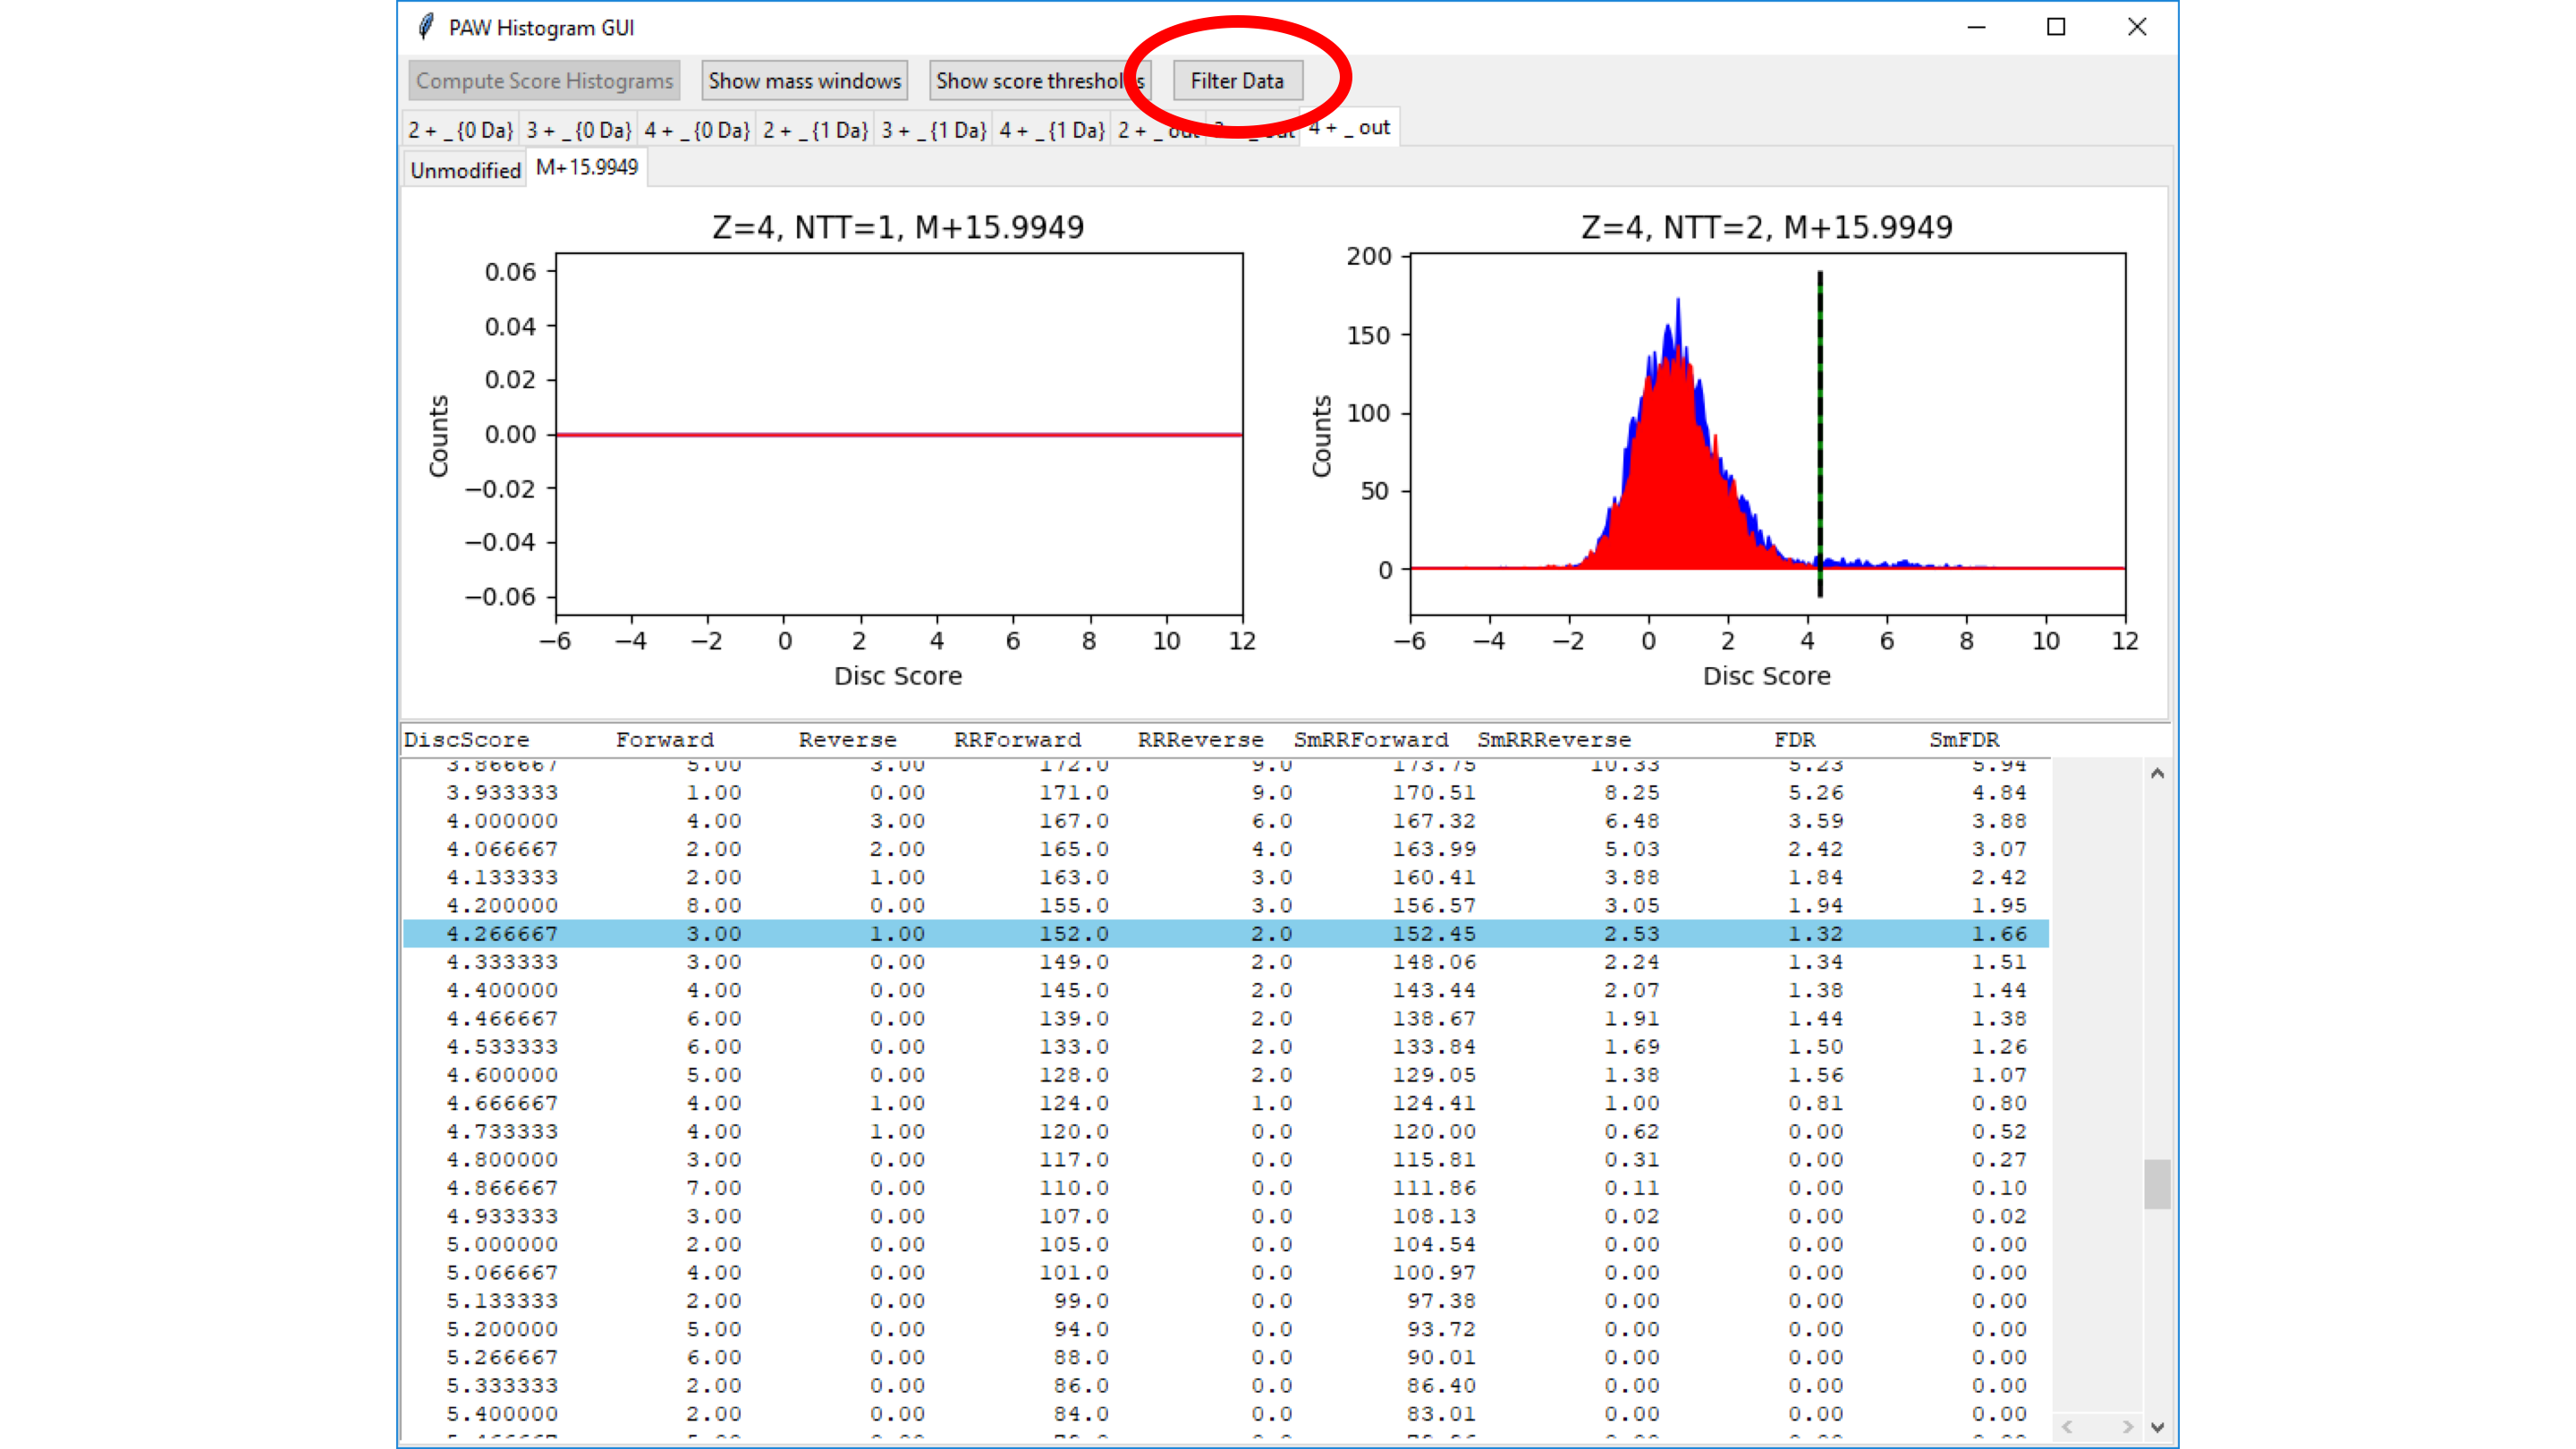 PAW Histogram GUI
Compute Score Histograms Show mass windows Show score thresholds Filter Data
2 + _ {0 Da} 3 + _ {0 Da} 4 + _ {0 Da} 2 + _ {1 Da} 3 + _ {1 Da} 4 + _ {1 Da} 2 + _ out 3 + _ out 4 + _ out
Unmodified M+15.9949
Z=4, NTT=1, M+15.9949
0.06
0.04
0.02
0.00
−0.02
−0.04
−0.06
Counts
−6 −4 −2 0 2 4 6 8 10 12
Disc Score
Z=4, NTT=2, M+15.9949
200
150
100
50
0
Counts
−6 −4 −2 0 2 4 6 8 10 12
Disc Score
DiscScore Forward Reverse RRForward RRReverse SmRRForward SmRRReverse FDR SmFDR
3.866667 5.00 3.00 172.0 9.0 173.75 10.33 5.23 5.94
3.933333 1.00 0.00 171.0 9.0 170.51 8.25 5.26 4.84
4.000000 4.00 3.00 167.0 6.0 167.32 6.48 3.59 3.88
4.066667 2.00 2.00 165.0 4.0 163.99 5.03 2.42 3.07
4.133333 2.00 1.00 163.0 3.0 160.41 3.88 1.84 2.42
4.200000 8.00 0.00 155.0 3.0 156.57 3.05 1.94 1.95
4.266667 3.00 1.00 152.0 2.0 152.45 2.53 1.32 1.66
4.333333 3.00 0.00 149.0 2.0 148.06 2.24 1.34 1.51
4.400000 4.00 0.00 145.0 2.0 143.44 2.07 1.38 1.44
4.466667 6.00 0.00 139.0 2.0 138.67 1.91 1.44 1.38
4.533333 6.00 0.00 133.0 2.0 133.84 1.69 1.50 1.26
4.600000 5.00 0.00 128.0 2.0 129.05 1.38 1.56 1.07
4.666667 4.00 1.00 124.0 1.0 124.41 1.00 0.81 0.80
4.733333 4.00 1.00 120.0 0.0 120.00 0.62 0.00 0.52
4.800000 3.00 0.00 117.0 0.0 115.81 0.31 0.00 0.27
4.866667 7.00 0.00 110.0 0.0 111.86 0.11 0.00 0.10
4.933333 3.00 0.00 107.0 0.0 108.13 0.02 0.00 0.02
5.000000 2.00 0.00 105.0 0.0 104.54 0.00 0.00 0.00
5.066667 4.00 0.00 101.0 0.0 100.97 0.00 0.00 0.00
5.133333 2.00 0.00 99.0 0.0 97.38 0.00 0.00 0.00
5.200000 5.00 0.00 94.0 0.0 93.72 0.00 0.00 0.00
5.266667 6.00 0.00 88.0 0.0 90.01 0.00 0.00 0.00
5.333333 2.00 0.00 86.0 0.0 86.40 0.00 0.00 0.00
5.400000 2.00 0.00 84.0 0.0 83.01 0.00 0.00 0.00